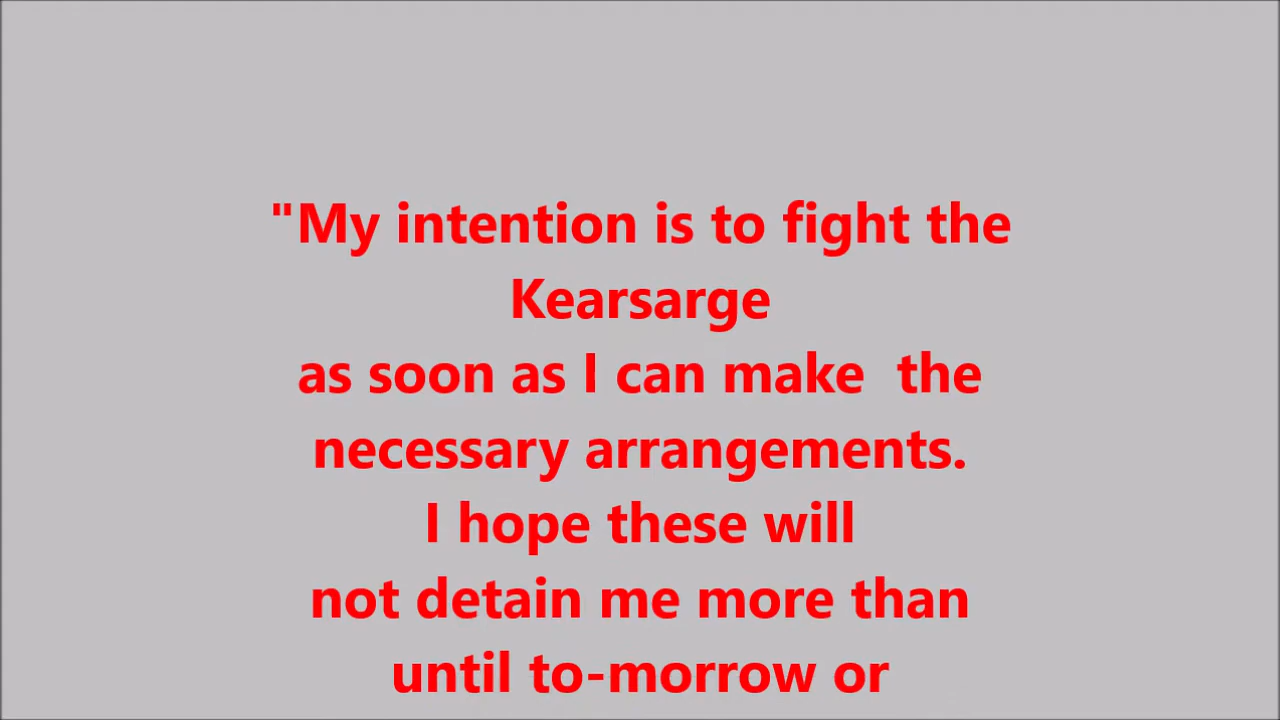 "My intention is to fight the
Kearsarge
as soon as I can make  the
necessary arrangements.
I hope these will
not detain me more than
until to-morrow or